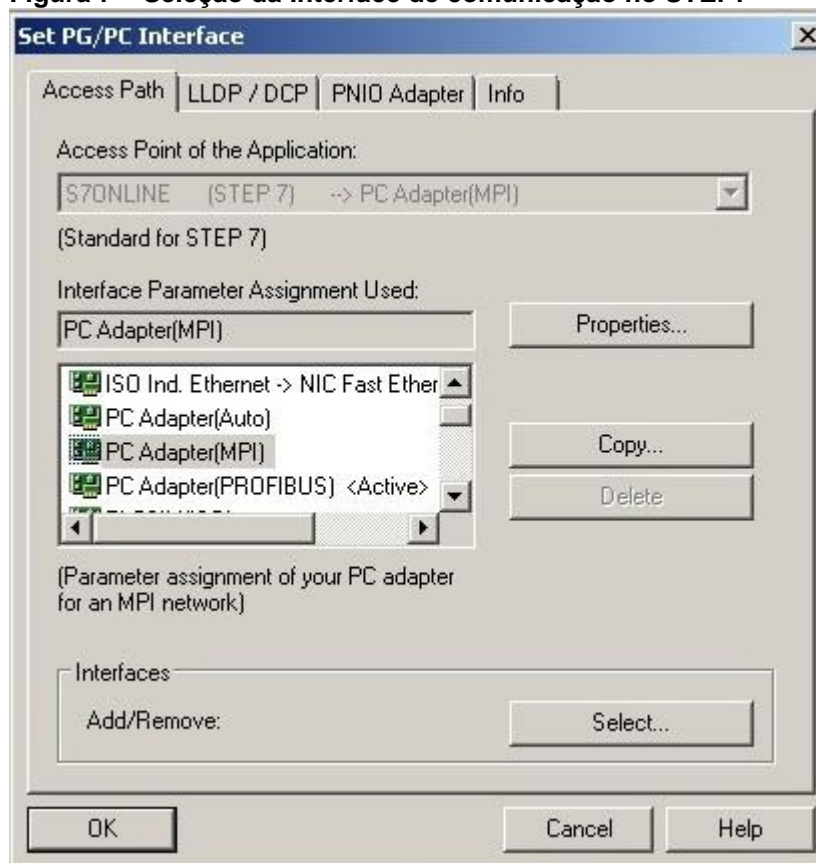 Set PG/PC Interface
Access Path LLDP / DCP PNIO Adapter Info
Access Point of the Application:
S7ONLINE (STEP 7) --> PC Adapter(MPI)
(Standard for STEP 7)
Interface Parameter Assignment Used:
PC Adapter(MPI)
Properties...
ISO Ind. Ethernet -> NIC Fast Ether
PC Adapter(Auto)
PC Adapter(MPI)
PC Adapter(PROFIBUS) <Active>
Copy...
Delete
(Parameter assignment of your PC adapter
for an MPI network)
Interfaces
Add/Remove:
Select...
OK Cancel Help